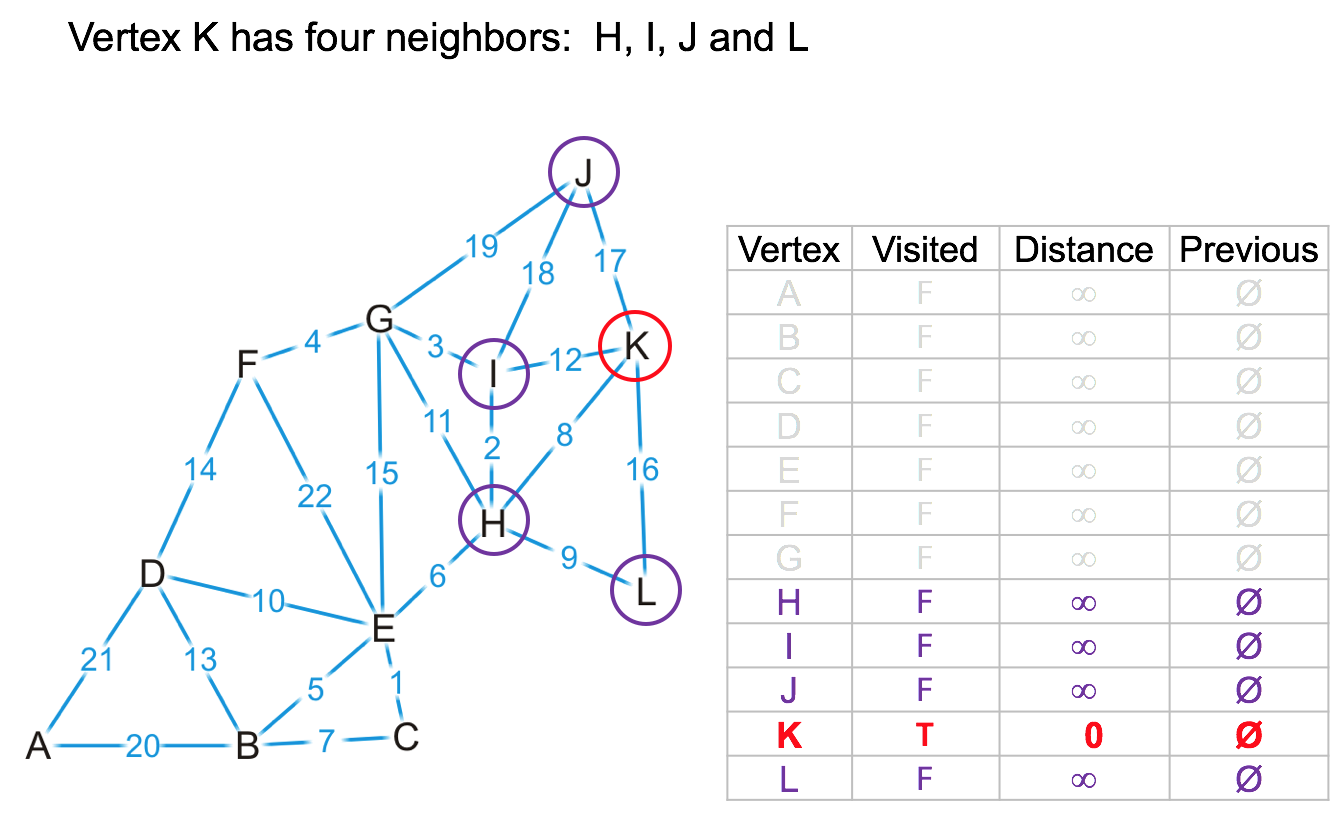 Vertex K has four neighbors: H, I, J and L
J
19
18
17
G
4
3
I
12
K
F
11
2
8
14
22
15
16
H
9
6
L
D
10
E
21
13
5
1
A
20
B
7
C
Vertex Visited Distance Previous
A F ∞ Ø
B F ∞ Ø
C F ∞ Ø
D F ∞ Ø
E F ∞ Ø
F F ∞ Ø
G F ∞ Ø
H F ∞ Ø
I F ∞ Ø
J F ∞ Ø
K T 0 Ø
L F ∞ Ø